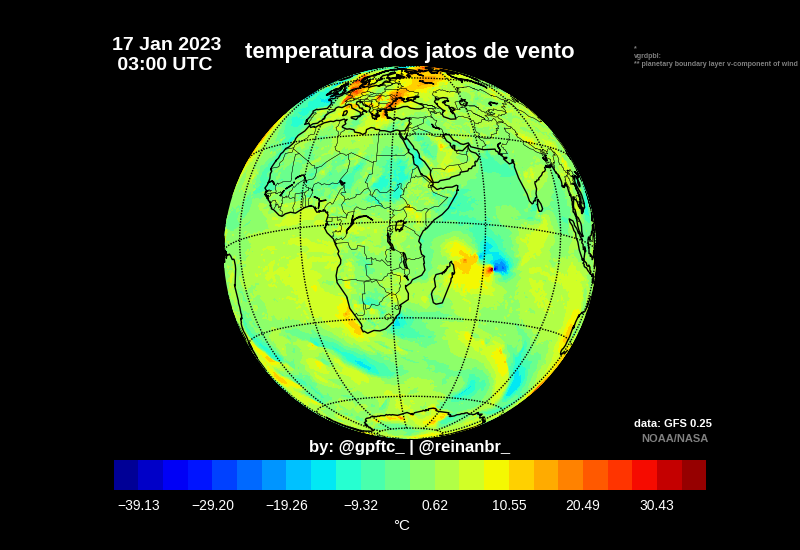 17 Jan 2023
03:00 UTC
temperatura dos jatos de vento
*
vgrdpbl:
** planetary boundary layer v-component of wind
data: GFS 0.25
NOAA/NASA
by: @gpftc_ | @reinanbr_
−39.13 −29.20 −19.26 −9.32 0.62 10.55 20.49 30.43
°C